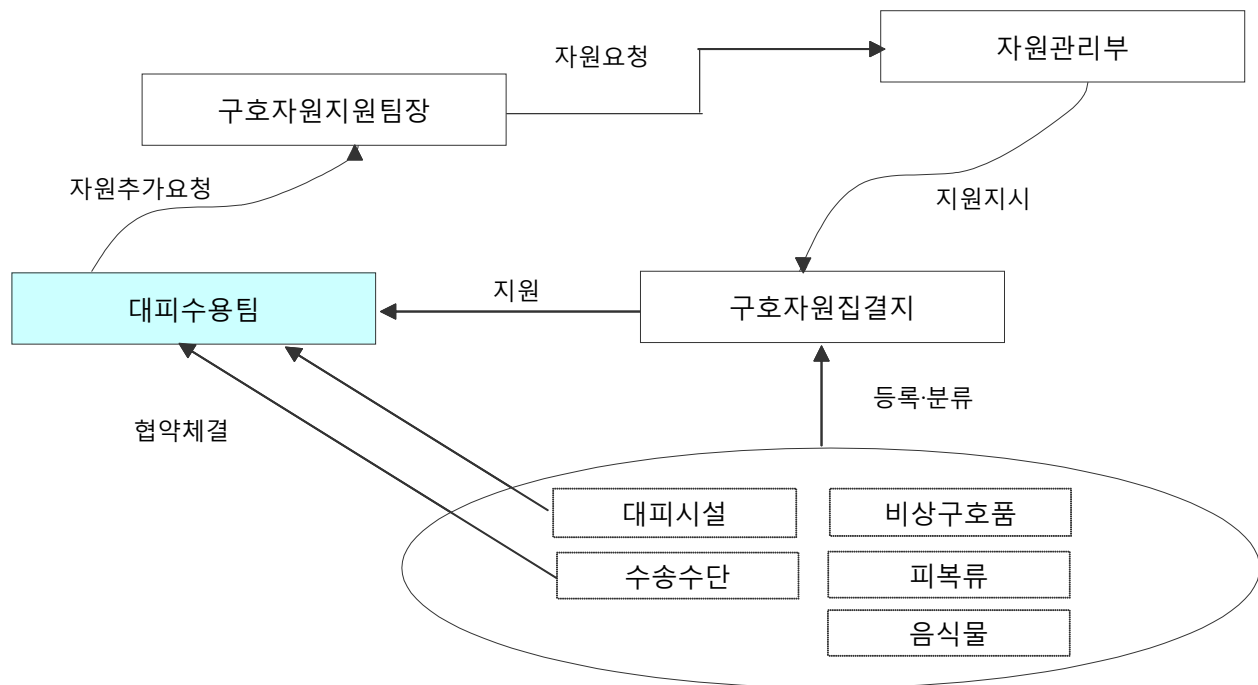 자원요청
자원관리부
구호자원지원팀장
자원추가요청
지원지시
대피수용팀
지원
구호자원집결지
협약체결
등록·분류
대피시설
비상구호품
수송수단
피복류
음식물